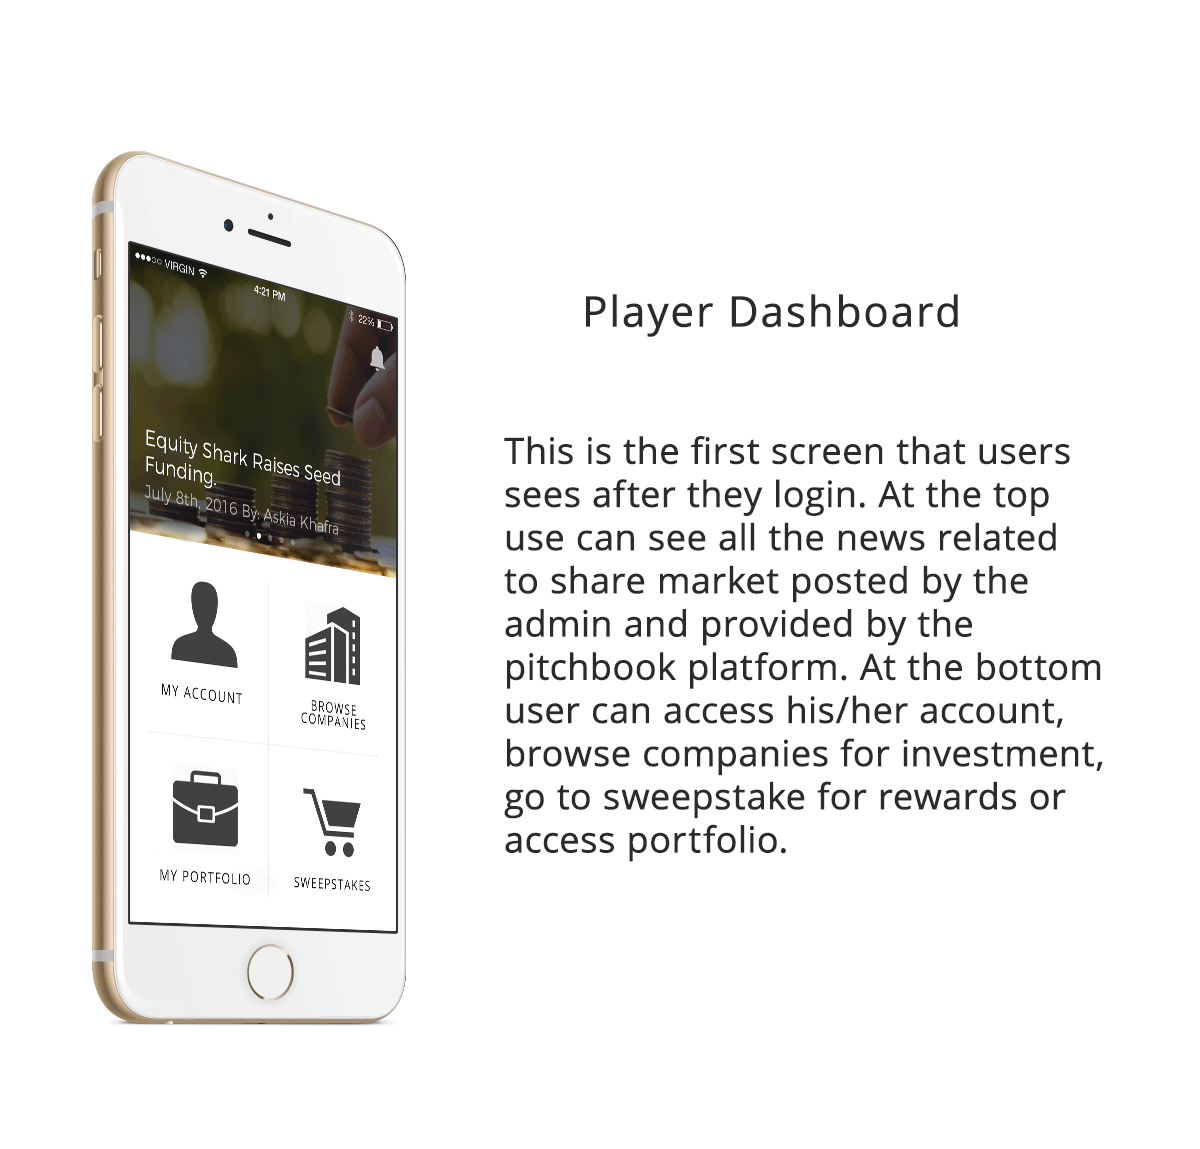 VIRGIN
4:21 PM
22%
Equity Shark Raises Seed
Funding.
July 8th, 2016 By: Askia Khafra
MY ACCOUNT
BROWSE
COMPANIES
MY PORTFOLIO
SWEEPSTAKES
Player Dashboard
This is the first screen that users
sees after they login. At the top
use can see all the news related
to share market posted by the
admin and provided by the
pitchbook platform. At the bottom
user can access his/her account,
browse companies for investment,
go to sweepstake for rewards or
access portfolio.